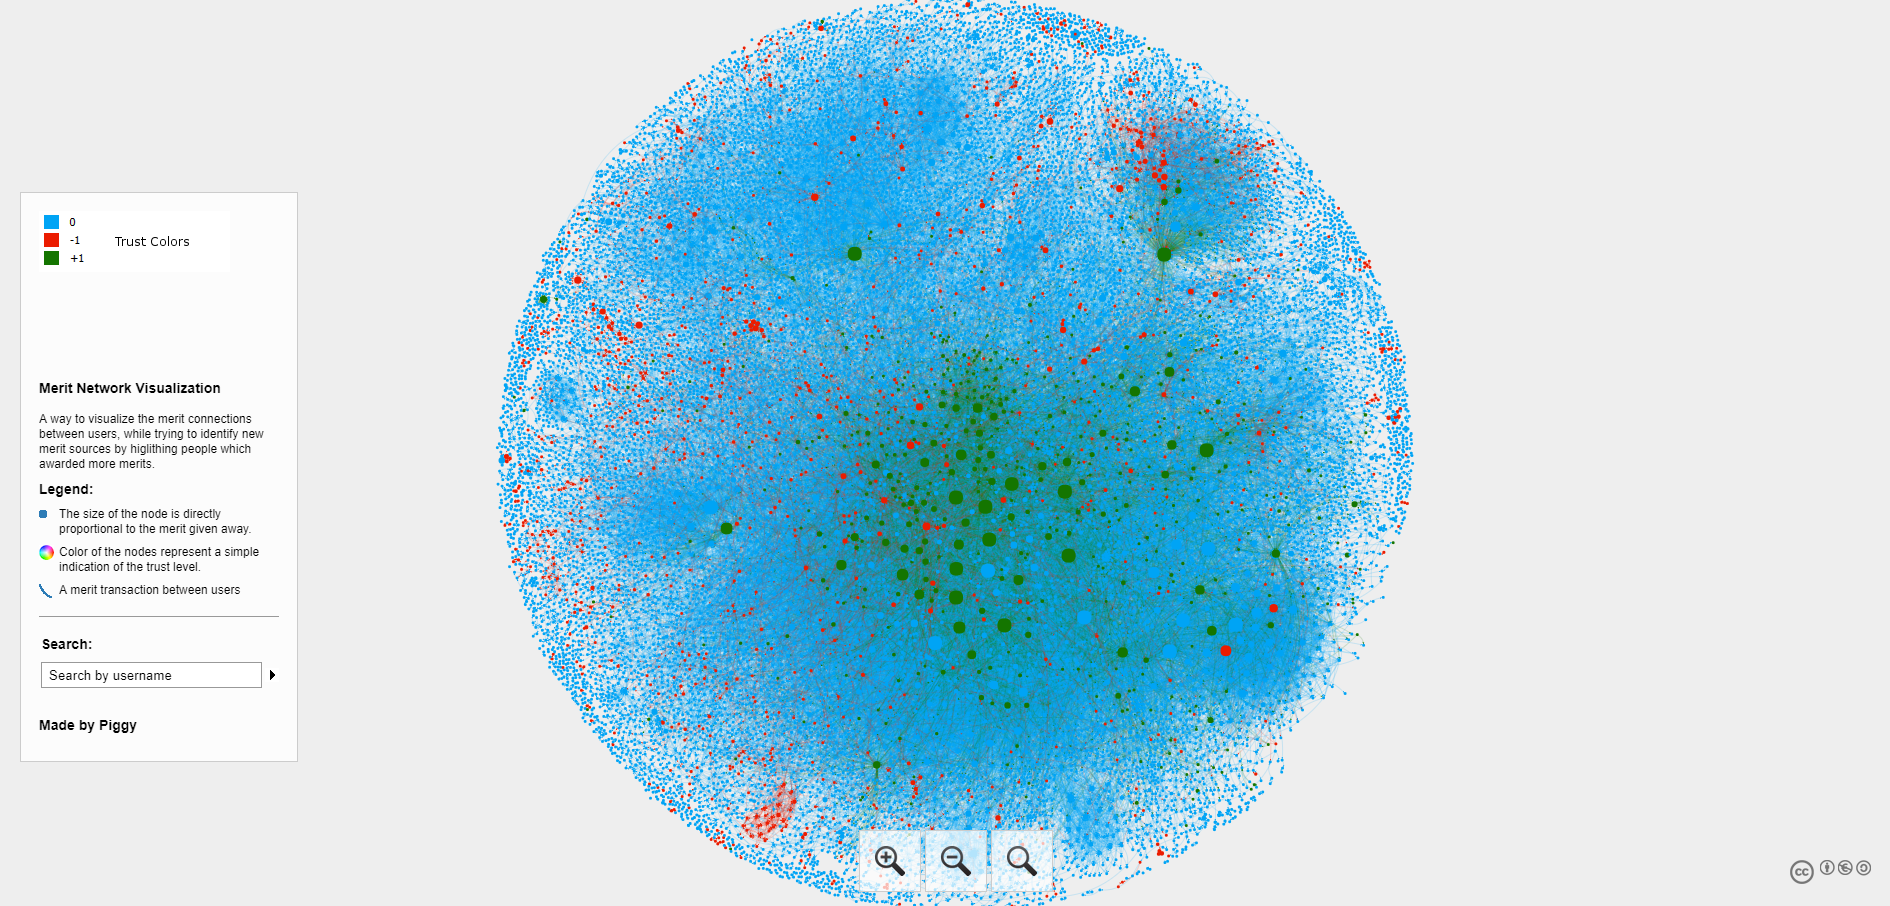 0
-1
Trust Colors
+1
Merit Network Visualization
A way to visualize the merit connections
between users, while trying to identify new
merit sources by higlithing people which
awarded more merits.
Legend:
The size of the node is directly
proportional to the merit given away.
Color of the nodes represent a simple
indication of the trust level.
A merit transaction between users
Search:
Search by username
Made by Piggy
cc